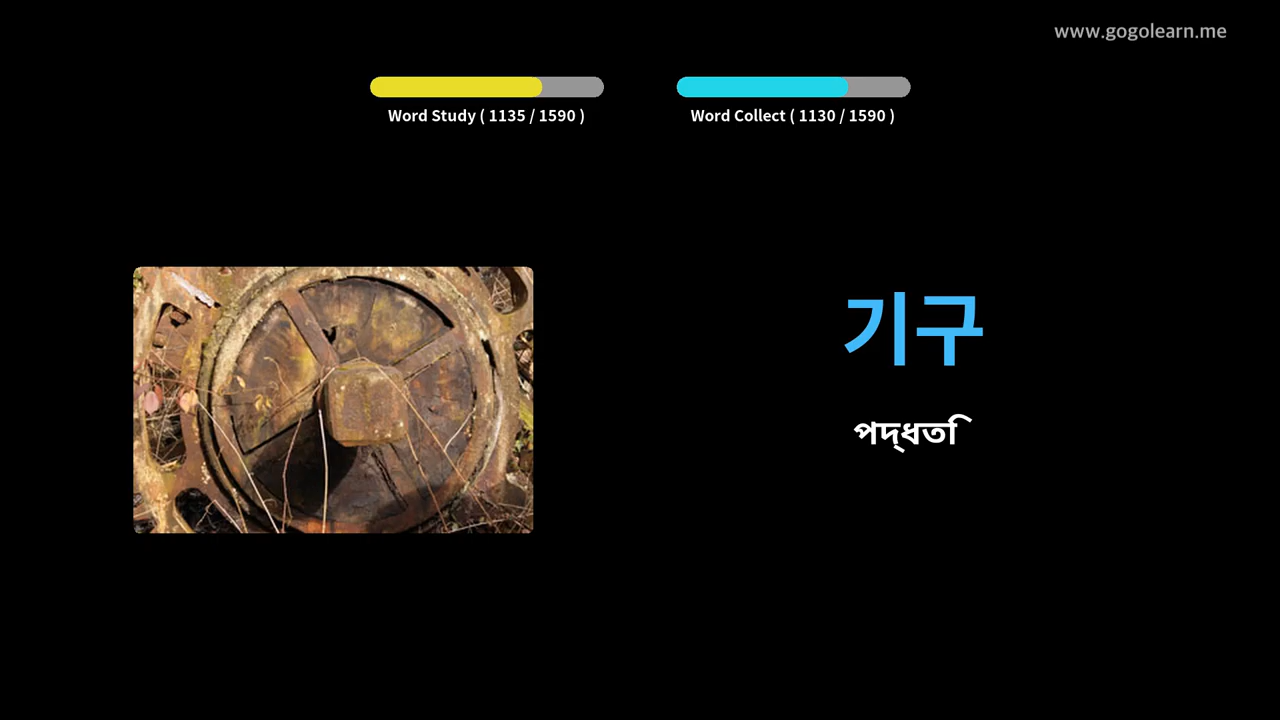 www.gogolearn.me
Word Study ( 1135 / 1590 )
Word Collect ( 1130 / 1590 )
기구
পদ্ধতি